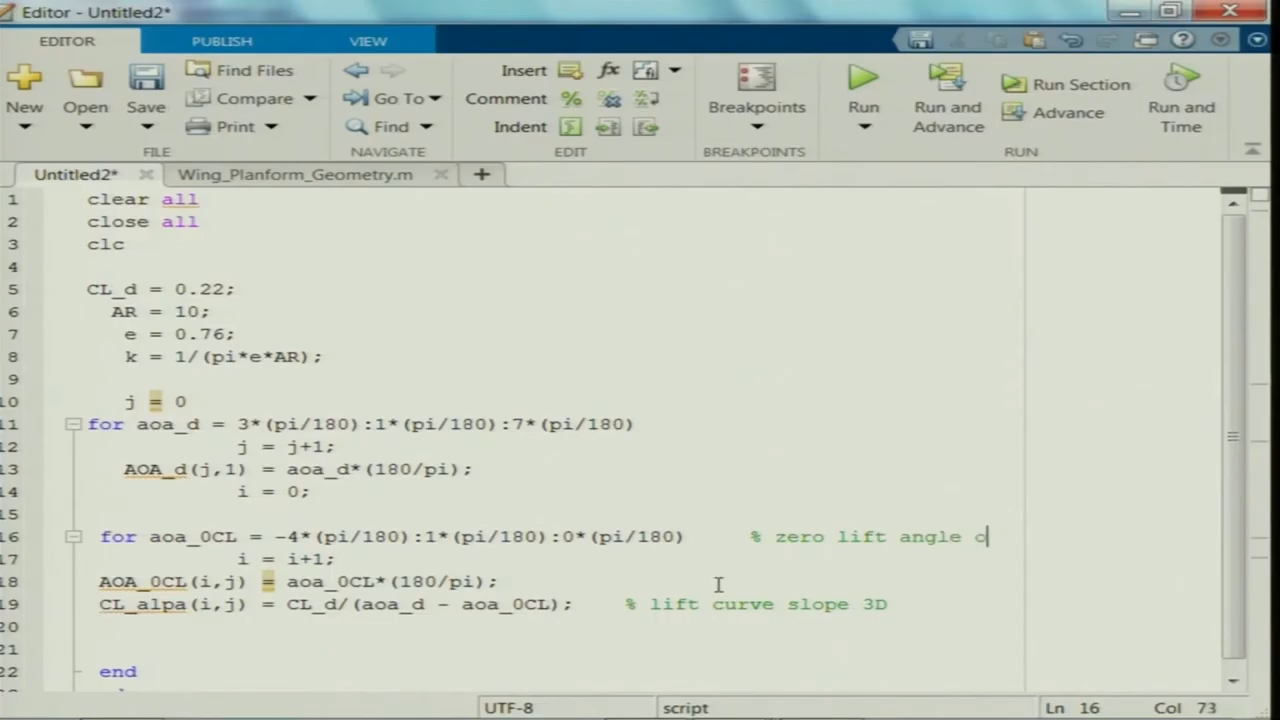 Editor - Untitled2*
EDITOR PUBLISH VIEW
New Open Save Find Files Compare Print
Go To Find
Insert fx
Comment
Indent
Breakpoints
Run Run and Advance Run Section Advance Run and Time
FILE NAVIGATE EDIT BREAKPOINTS RUN
Untitled2* Wing_Planform_Geometry.m
1 clear all
2 close all
3 clc
4
5 CL_d = 0.22;
6 AR = 10;
7 e = 0.76;
8 k = 1/(pi*e*AR);
9
10 j = 0
11 for aoa_d = 3*(pi/180):1*(pi/180):7*(pi/180)
12 j = j+1;
13 AOA_d(j,1) = aoa_d*(180/pi);
14 i = 0;
15
16 for aoa_0CL = -4*(pi/180):1*(pi/180):0*(pi/180) % zero lift angle o
17 i = i+1;
18 AOA_0CL(i,j) = aoa_0CL*(180/pi);
19 CL_alpa(i,j) = CL_d/(aoa_d - aoa_0CL); % lift curve slope 3D
20
21
22 end
UTF-8 script Ln 16 Col 73